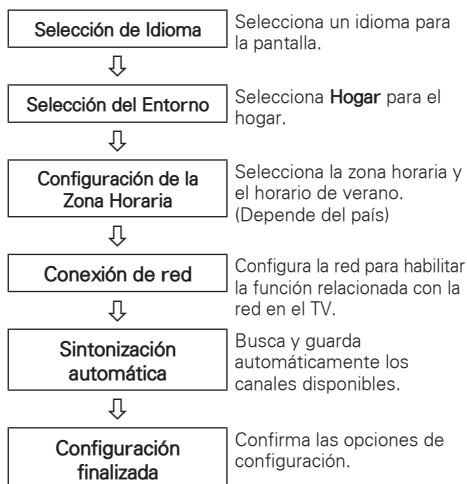 Selección de Idioma
Selecciona un idioma para
la pantalla.
Selección del Entorno
Selecciona Hogar para el
hogar.
Configuración de la
Zona Horaria
Selecciona la zona horaria y
el horario de verano.
(Depende del país)
Conexión de red
Configura la red para habilitar
la función relacionada con la
red en el TV.
Sintonización
automática
Busca y guarda
automáticamente los
canales disponibles.
Configuración
finalizada
Confirma las opciones de
configuración.